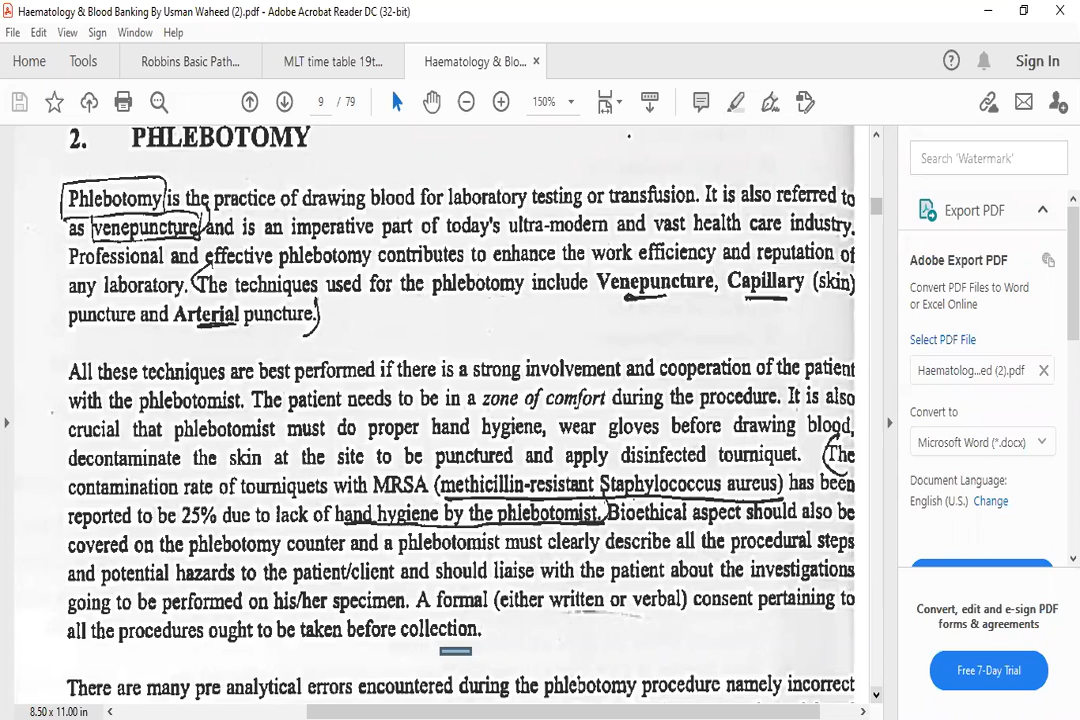 Haematology & Blood Banking By Usman Waheed (2).pdf - Adobe Acrobat Reader DC (32-bit)
File Edit View Sign Window Help
Home Tools Robbins Basic Path... MLT time table 19t... Haematology & Blo... × Sign In
9 / 79 150%
2. PHLEBOTOMY
Phlebotomy is the practice of drawing blood for laboratory testing or transfusion. It is also referred to
as venepuncture and is an imperative part of today's ultra-modern and vast health care industry.
Professional and effective phlebotomy contributes to enhance the work efficiency and reputation of
any laboratory. The techniques used for the phlebotomy include Venepuncture, Capillary (skin)
puncture and Arterial puncture.
All these techniques are best performed if there is a strong involvement and cooperation of the patient
with the phlebotomist. The patient needs to be in a zone of comfort during the procedure. It is also
crucial that phlebotomist must do proper hand hygiene, wear gloves before drawing blood,
decontaminate the skin at the site to be punctured and apply disinfected tourniquet. The
contamination rate of tourniquets with MRSA (methicillin-resistant Staphylococcus aureus) has been
reported to be 25% due to lack of hand hygiene by the phlebotomist. Bioethical aspect should also be
covered on the phlebotomy counter and a phlebotomist must clearly describe all the procedural steps
and potential hazards to the patient/client and should liaise with the patient about the investigations
going to be performed on his/her specimen. A formal (either written or verbal) consent pertaining to
all the procedures ought to be taken before collection.
There are many pre analytical errors encountered during the phlebotomy procedure namely incorrect
8.50 x 11.00 in
Search 'Watermark'
Export PDF
Adobe Export PDF
Convert PDF Files to Word
or Excel Online
Select PDF File
Haematolog...ed (2).pdf
Convert to
Microsoft Word (*.docx)
Document Language:
English (U.S.) Change
Convert, edit and e-sign PDF
forms & agreements
Free 7-Day Trial